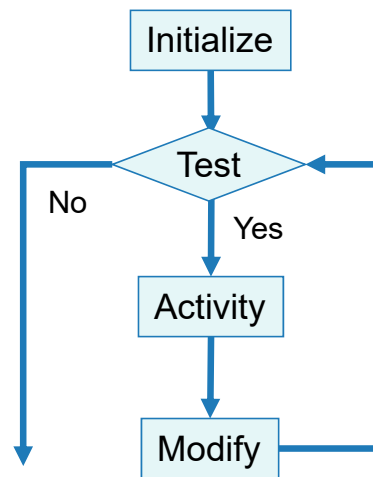 Initialize
Test
No
Yes
Activity
Modify